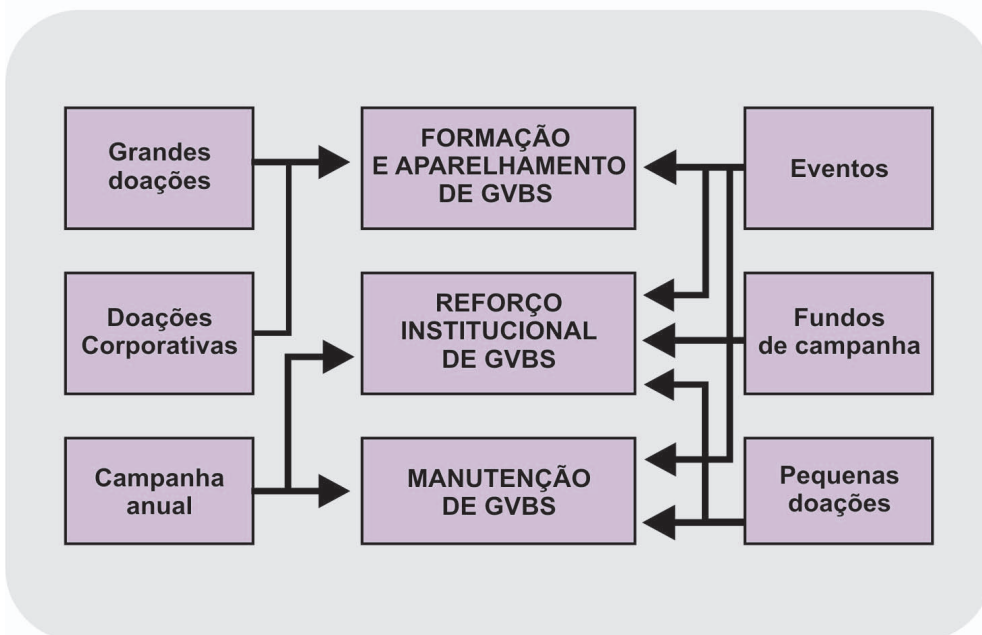 Grandes
doações
FORMAÇÃO
E APARELHAMENTO
DE GVBS
Eventos
Doações
Corporativas
REFORÇO
INSTITUCIONAL
DE GVBS
Fundos
de campanha
Campanha
anual
MANUTENÇÃO
DE GVBS
Pequenas
doações